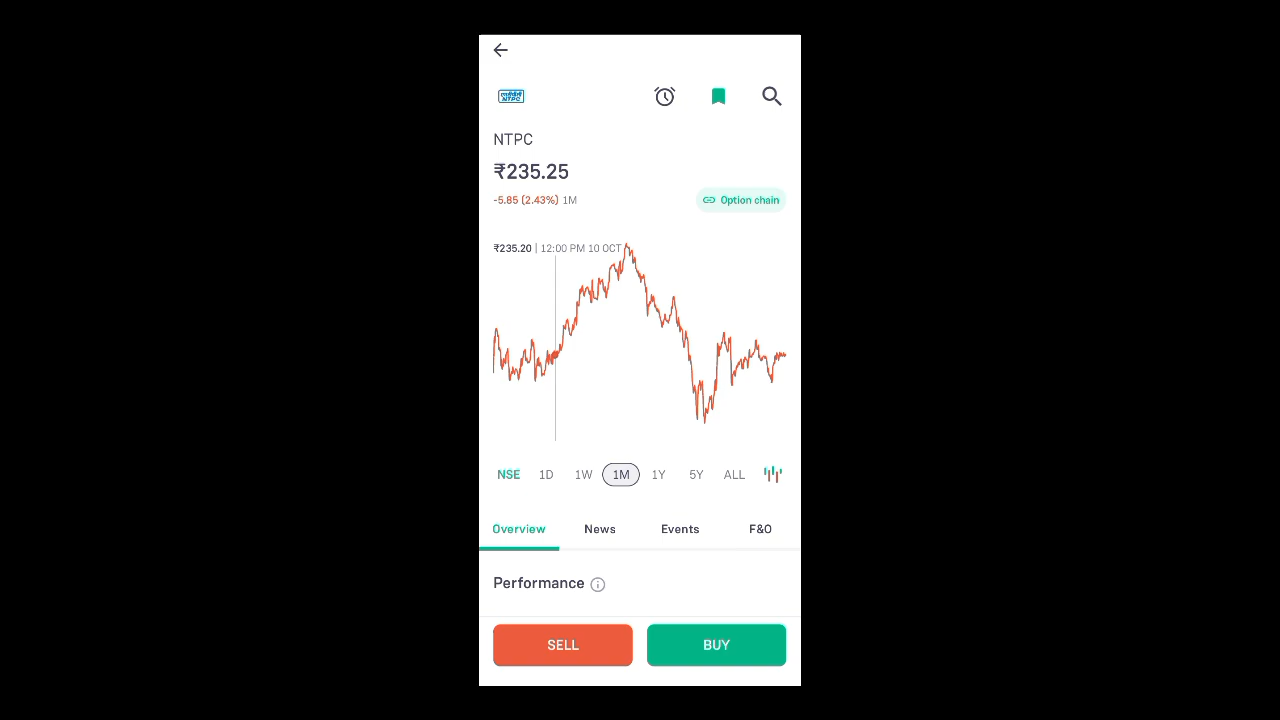 NTPC
NTPC
₹235.25
-5.85 (2.43%) 1M
Option chain
₹235.20 | 12:00 PM 10 OCT
NSE 1D 1W 1M 1Y 5Y ALL
Overview News Events F&O
Performance
SELL BUY